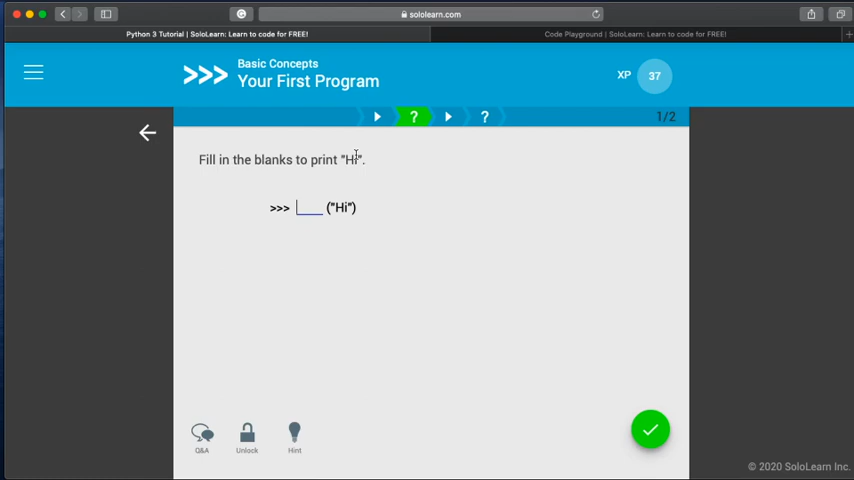 sololearn.com
Python 3 Tutorial | SoloLearn: Learn to code for FREE!
Code Playground | SoloLearn: Learn to code for FREE!
>>> Basic Concepts
Your First Program
XP 37
? ?
1/2
Fill in the blanks to print "Hi".
>>> ____ ("Hi")
Q&A
Unlock
Hint
© 2020 SoloLearn Inc.